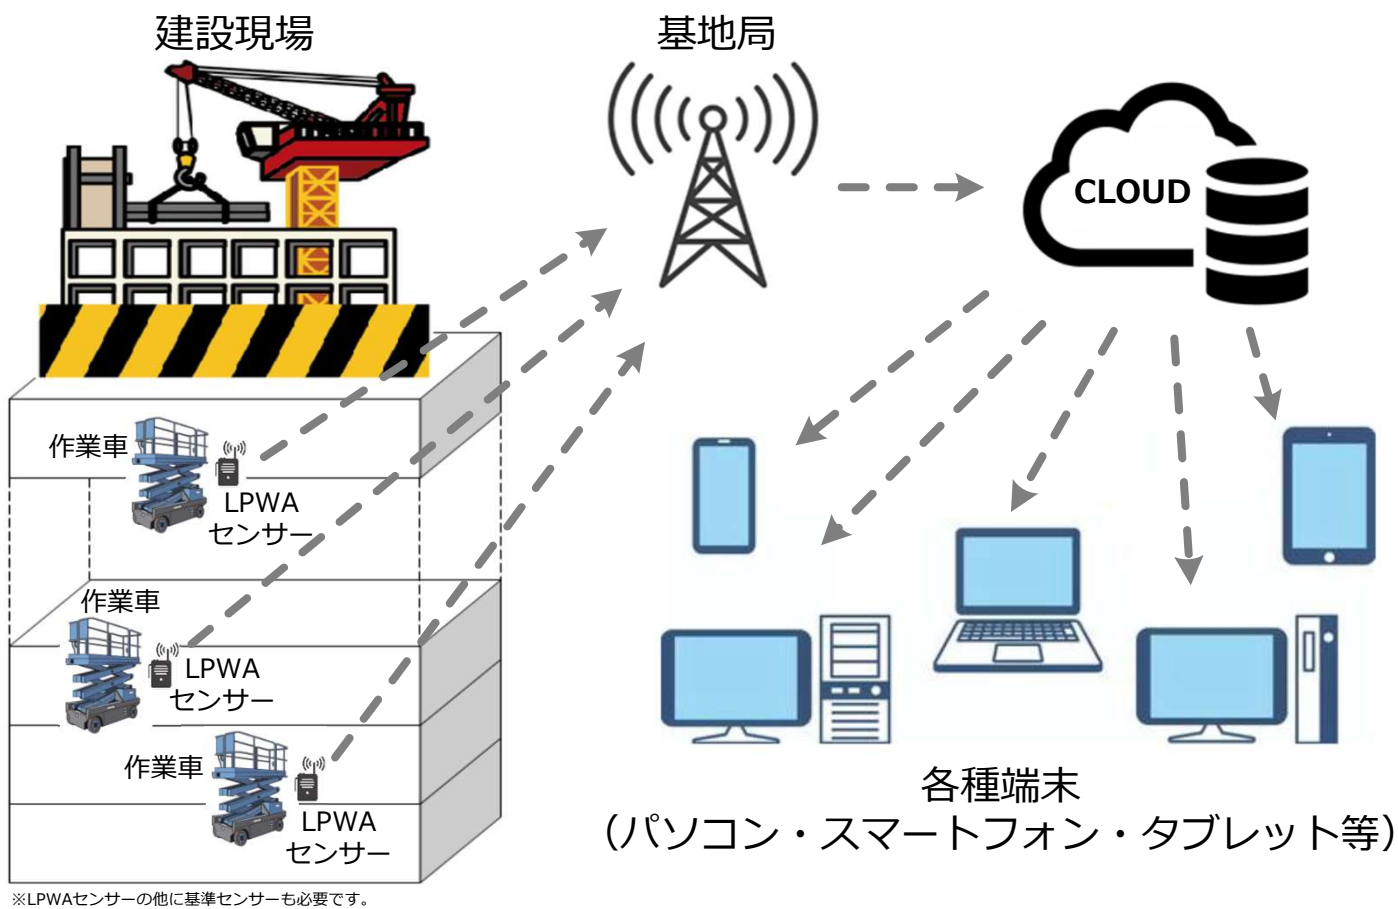 建設現場
基地局
CLOUD
作業車
LPWA
センサー
作業車
LPWA
センサー
作業車
LPWA
センサー
各種端末
（パソコン・スマートフォン・タブレット等）
※LPWAセンサーの他に基準センサーも必要です。